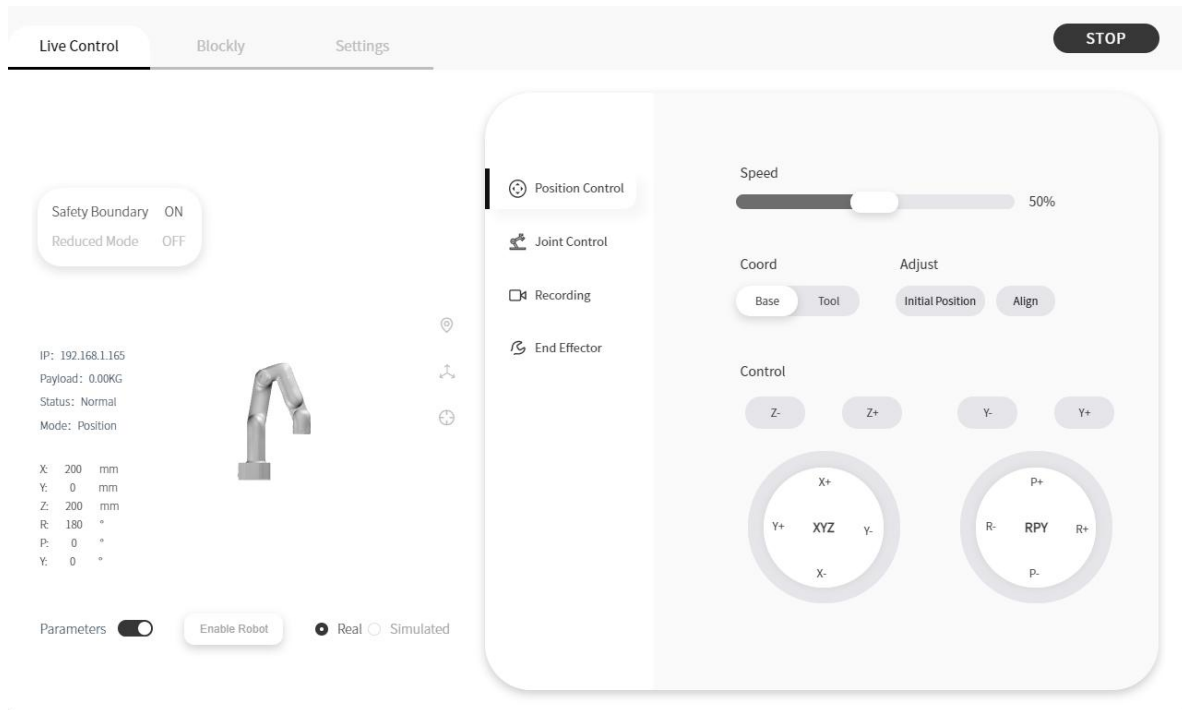 Live Control Blockly Settings STOP
Safety Boundary ON
Reduced Mode OFF
IP: 192.168.1.165
Payload: 0.00KG
Status: Normal
Mode: Position
X: 200 mm
Y: 0 mm
Z: 200 mm
R: 180 °
P: 0 °
Y: 0 °
Parameters Enable Robot Real Simulated
Position Control
Joint Control
Recording
End Effector
Speed
50%
Coord Adjust
Base Tool Initial Position Align
Control
Z- Z+ Y- Y+
X+ P+
Y+ XYZ Y- R- RPY R+
X- P-